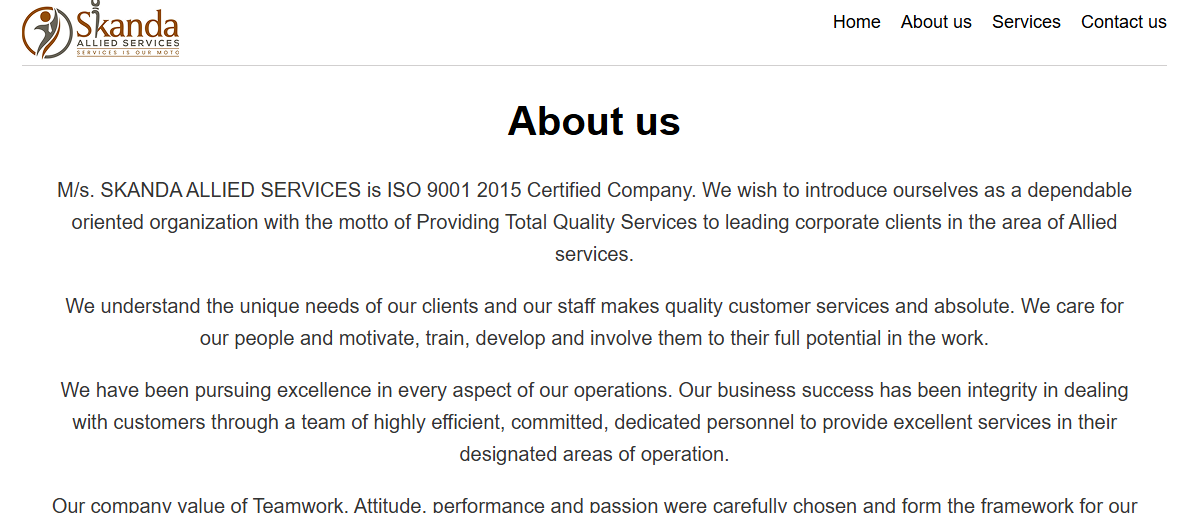 Skanda
ALLIED SERVICES
SERVICES IS OUR MOTO
Home About us Services Contact us
About us
M/s. SKANDA ALLIED SERVICES is ISO 9001 2015 Certified Company. We wish to introduce ourselves as a dependable
oriented organization with the motto of Providing Total Quality Services to leading corporate clients in the area of Allied
services.
We understand the unique needs of our clients and our staff makes quality customer services and absolute. We care for
our people and motivate, train, develop and involve them to their full potential in the work.
We have been pursuing excellence in every aspect of our operations. Our business success has been integrity in dealing
with customers through a team of highly efficient, committed, dedicated personnel to provide excellent services in their
designated areas of operation.
Our company value of Teamwork, Attitude, performance and passion were carefully chosen and form the framework for our